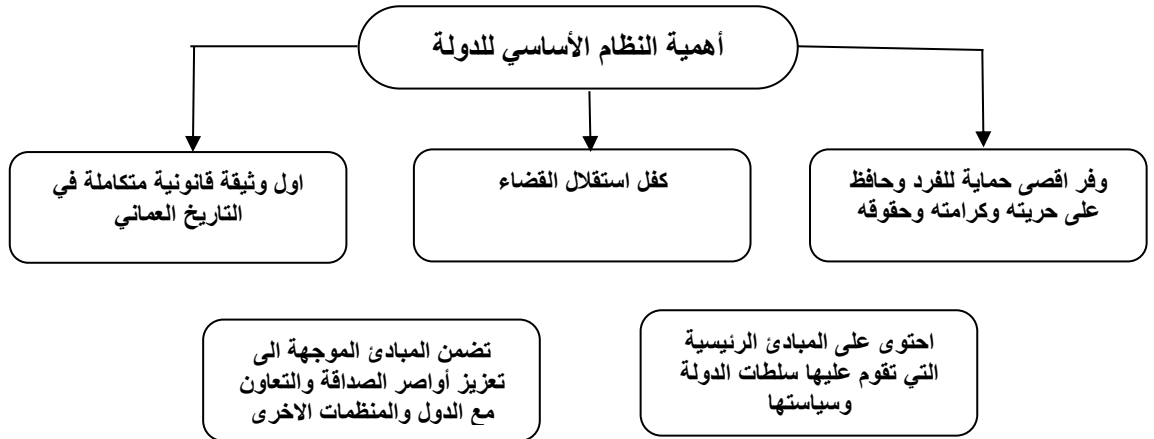 أهمية النظام الأساسي للدولة
وفر اقصى حماية للفرد وحافظ
على حريته وكرامته وحقوقه
كفل استقلال القضاء
اول وثيقة قانونية متكاملة في
التاريخ العماني
احتوى على المبادئ الرئيسية
التي تقوم عليها سلطات الدولة
وسياستها
تضمن المبادئ الموجهة الى
تعزيز أواصر الصداقة والتعاون
مع الدول والمنظمات الاخرى